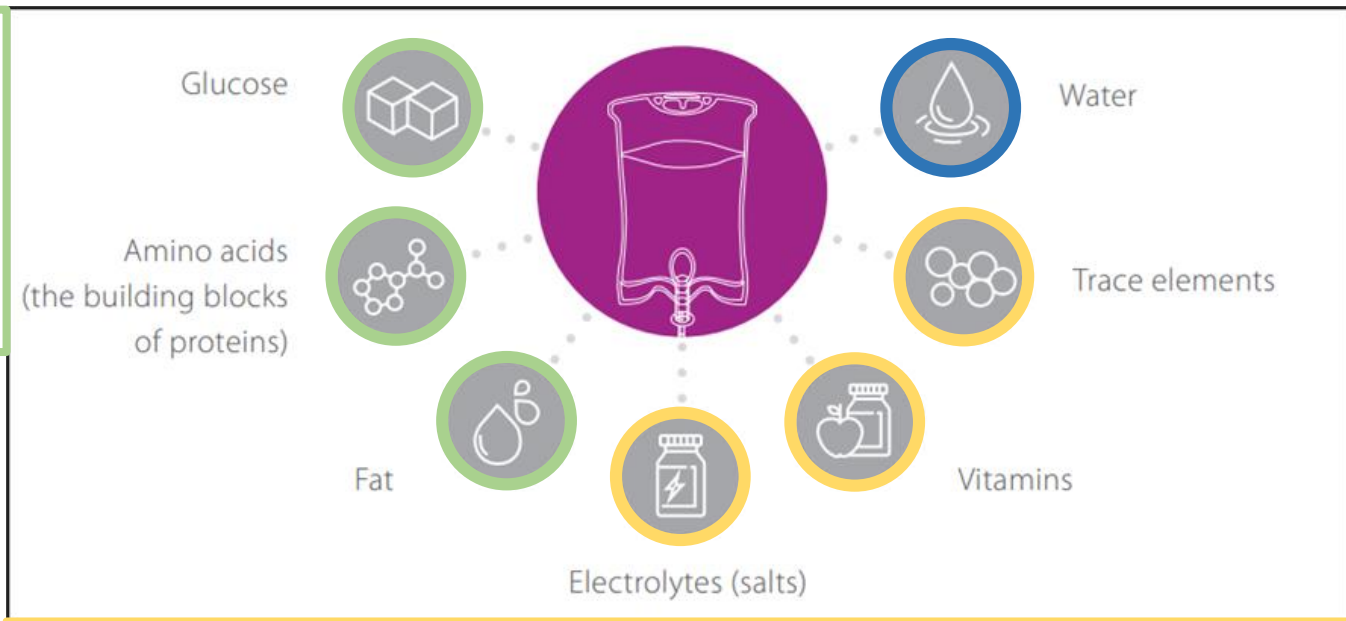 Glucose
Water
Amino acids
(the building blocks
of proteins)
Trace elements
Fat
Vitamins
Electrolytes (salts)